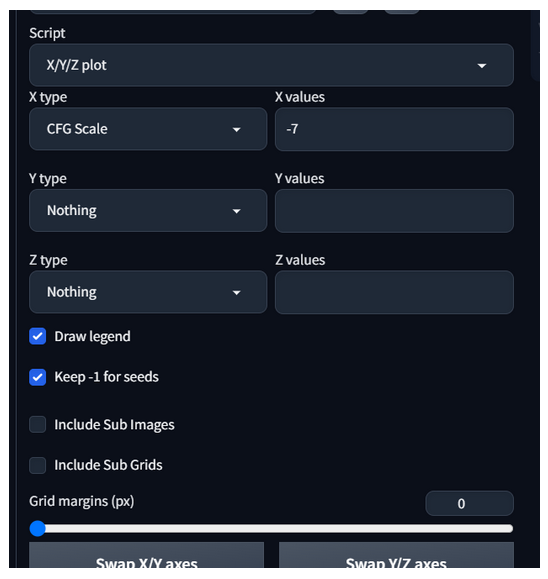 Script
X/Y/Z plot
X type
X values
CFG Scale
-7
Y type
Y values
Nothing
Z type
Z values
Nothing
Draw legend
Keep -1 for seeds
Include Sub Images
Include Sub Grids
Grid margins (px)
0
Swap X/Y axes
Swap Y/Z axes